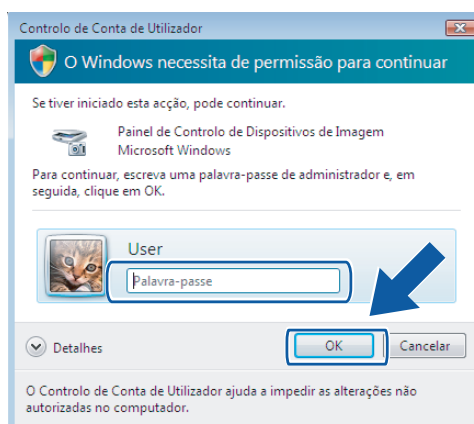 Controlo de Conta de Utilizador
O Windows necessita de permissão para continuar
Se tiver iniciado esta acção, pode continuar.
Painel de Controlo de Dispositivos de Imagem
Microsoft Windows
Para continuar, escreva uma palavra-passe de administrador e, em
seguida, clique em OK.
User
Palavra-passe
Detalhes
OK
Cancelar
O Controlo de Conta de Utilizador ajuda a impedir as alterações não
autorizadas no computador.